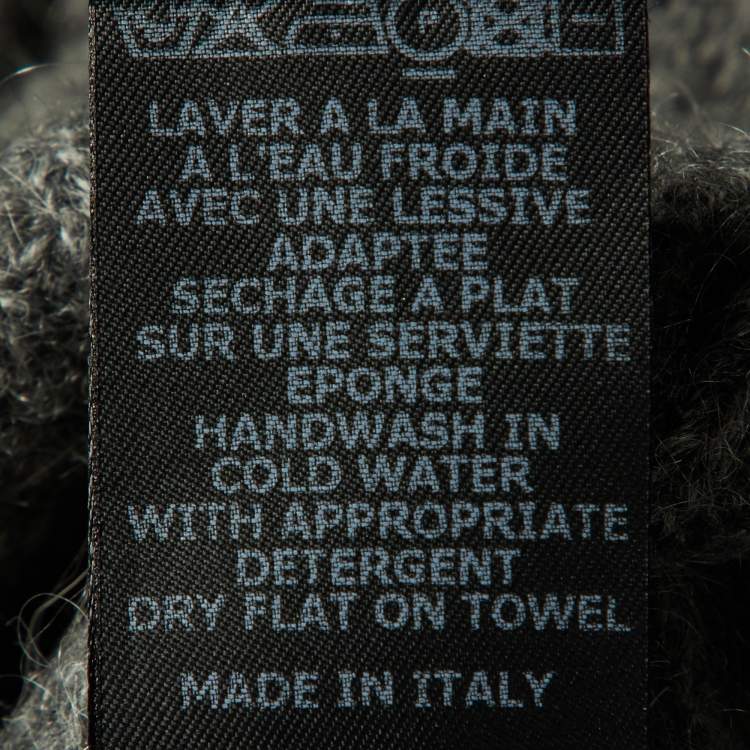 LAVER A LA MAIN
A L'EAU FROIDE
AVEC UNE LESSIVE
ADAPTEE
SECHAGE A PLAT
SUR UNE SERVIETTE
EPONGE
HANDWASH IN
COLD WATER
WITH APPROPRIATE
DETERGENT
DRY FLAT ON TOWEL
MADE IN ITALY